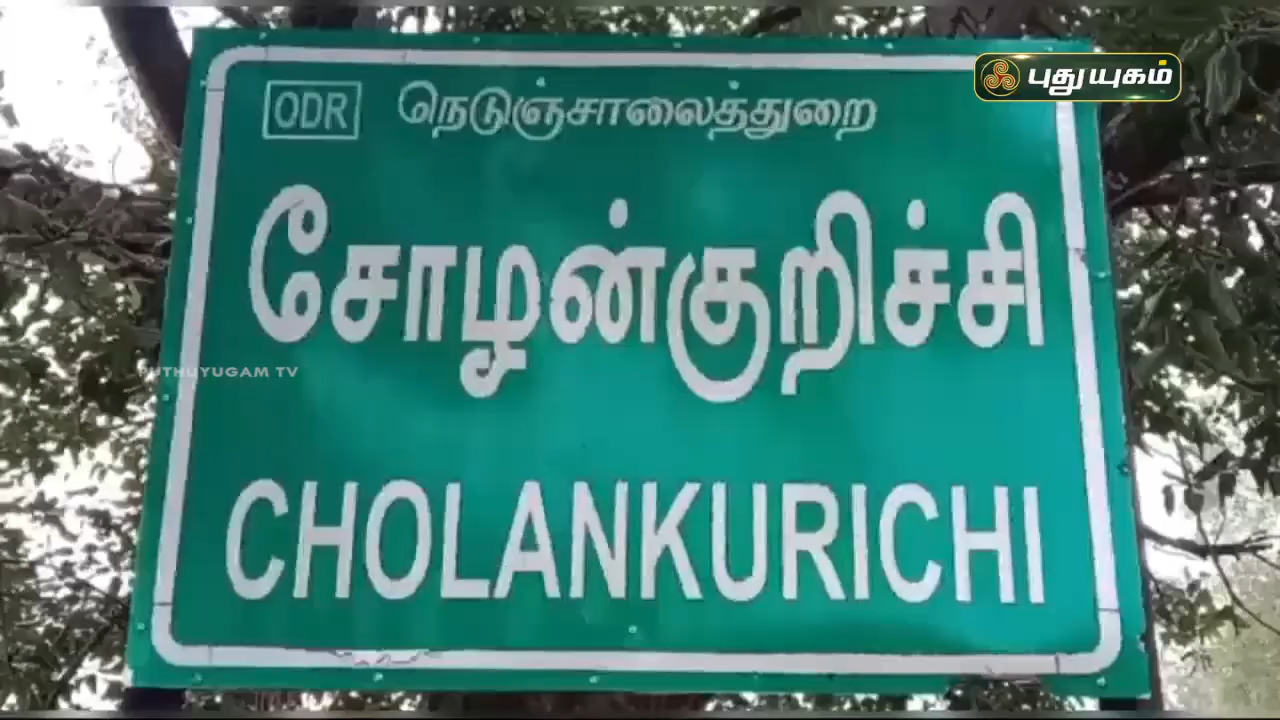 புதுயுகம்
ODR நெடுஞ்சாலைத்துறை
சோழன்குறிச்சி
PUTHUYUGAM TV
CHOLANKURICHI